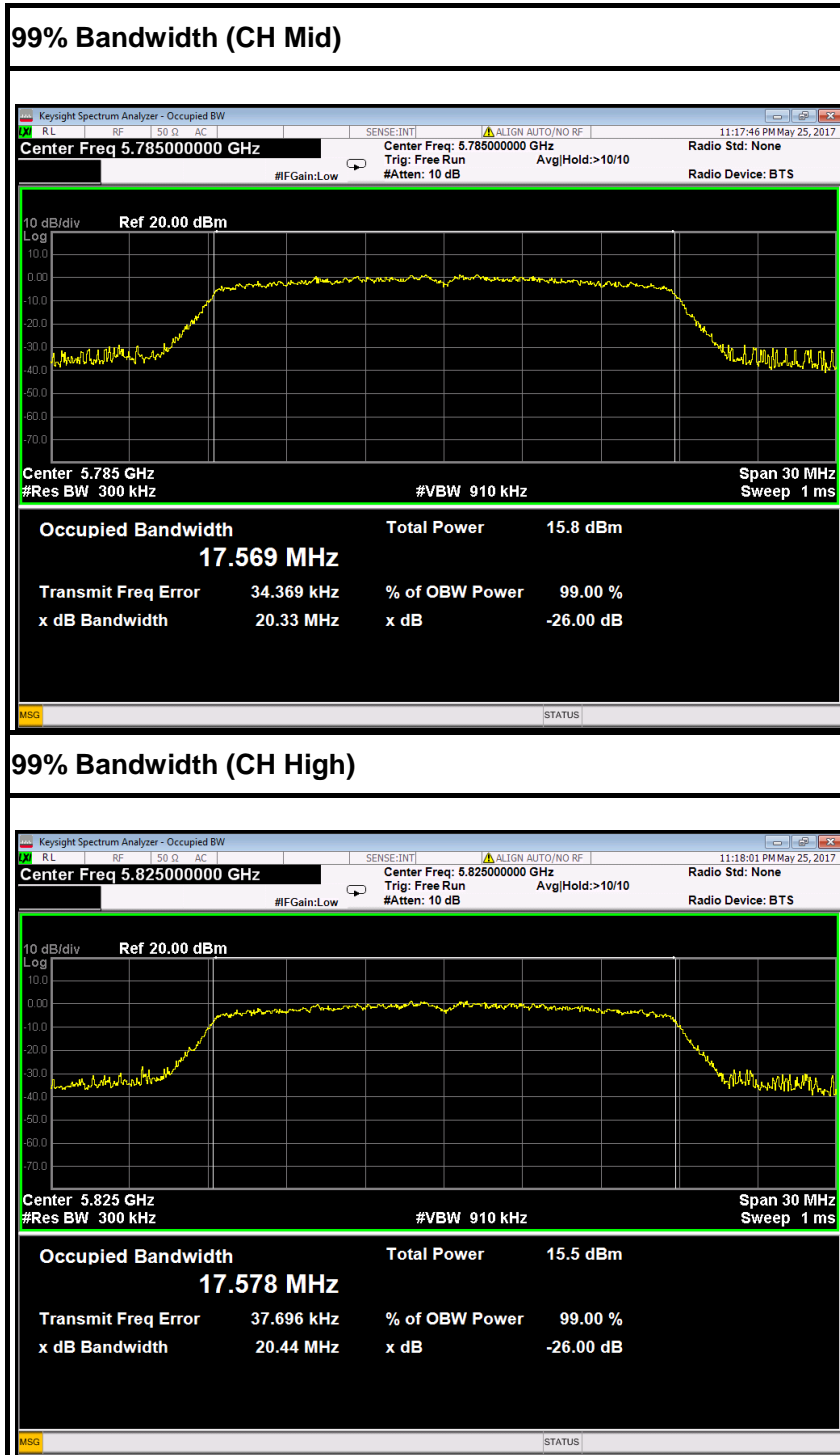 99% Bandwidth (CH Mid)
Keysight Spectrum Analyzer - Occupied BW
LXI RL RF 50 Ω AC SENSE:INT ALIGN AUTO/NO RF 11:17:46 PM May 25, 2017
Center Freq 5.785000000 GHz Center Freq: 5.785000000 GHz Radio Std: None
Trig: Free Run Avg|Hold:>10/10
#IFGain:Low #Atten: 10 dB Radio Device: BTS
10 dB/div Ref 20.00 dBm
Log
10.0
0.00
-10.0
-20.0
-30.0
-40.0
-50.0
-60.0
-70.0
Center 5.785 GHz Span 30 MHz
#Res BW 300 kHz #VBW 910 kHz Sweep 1 ms
Occupied Bandwidth Total Power 15.8 dBm
17.569 MHz
Transmit Freq Error 34.369 kHz % of OBW Power 99.00 %
x dB Bandwidth 20.33 MHz x dB -26.00 dB
MSG STATUS
99% Bandwidth (CH High)
Keysight Spectrum Analyzer - Occupied BW
LXI RL RF 50 Ω AC SENSE:INT ALIGN AUTO/NO RF 11:18:01 PM May 25, 2017
Center Freq 5.825000000 GHz Center Freq: 5.825000000 GHz Radio Std: None
Trig: Free Run Avg|Hold:>10/10
#IFGain:Low #Atten: 10 dB Radio Device: BTS
10 dB/div Ref 20.00 dBm
Log
10.0
0.00
-10.0
-20.0
-30.0
-40.0
-50.0
-60.0
-70.0
Center 5.825 GHz Span 30 MHz
#Res BW 300 kHz #VBW 910 kHz Sweep 1 ms
Occupied Bandwidth Total Power 15.5 dBm
17.578 MHz
Transmit Freq Error 37.696 kHz % of OBW Power 99.00 %
x dB Bandwidth 20.44 MHz x dB -26.00 dB
MSG STATUS